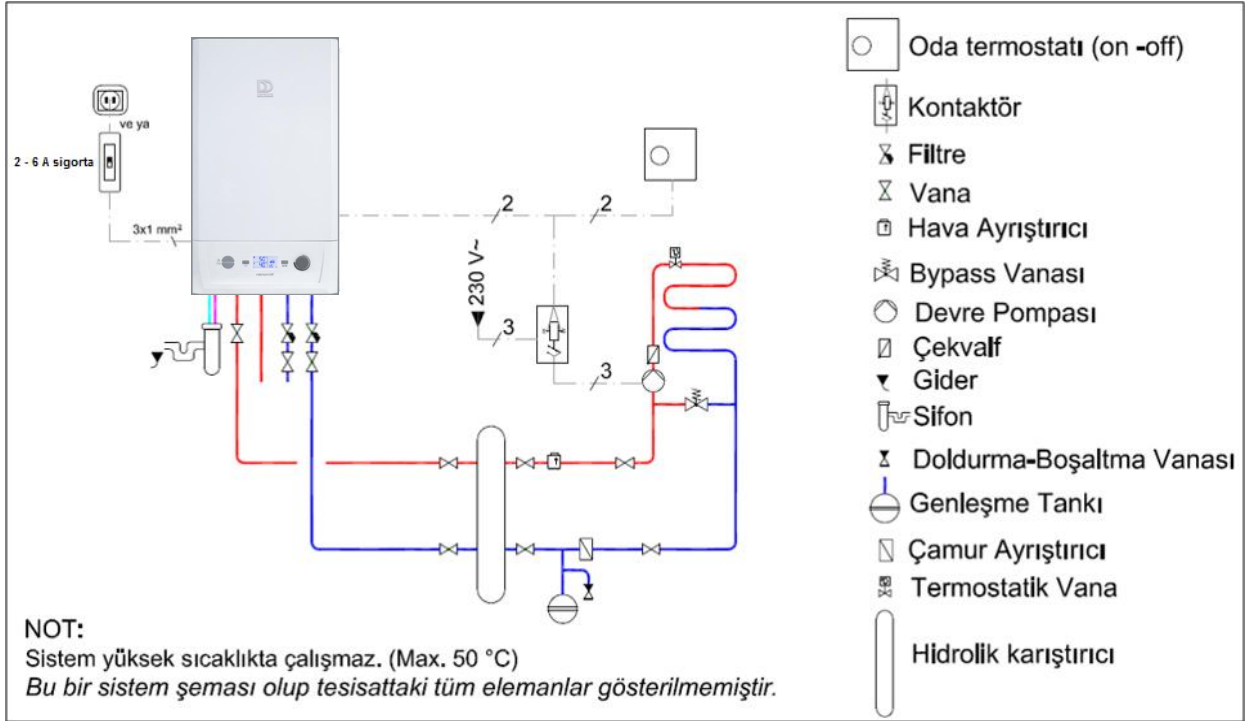 ve ya
2 - 6 A sigorta
3x1 mm²
2
2
230 V~
3
3
NOT:
Sistem yüksek sıcaklıkta çalışmaz. (Max. 50 °C)
Bu bir sistem şeması olup tesisattaki tüm elemanlar gösterilmemiştir.
Oda termostatı (on -off)
Kontaktör
Filtre
Vana
Hava Ayrıştırıcı
Bypass Vanası
Devre Pompası
Çekvalf
Gider
Sifon
Doldurma-Boşaltma Vanası
Genleşme Tankı
Çamur Ayrıştırıcı
Termostatik Vana
Hidrolik karıştırıcı